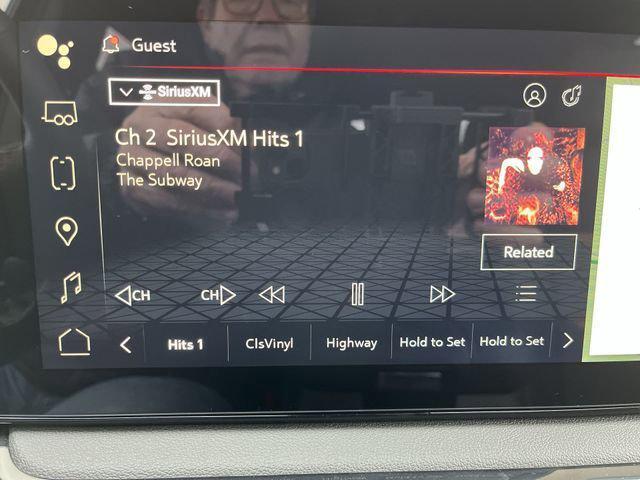 Guest
SiriusXM
Ch 2 SiriusXM Hits 1
Chappell Roan
The Subway
Related
CH CH
Hits 1 ClsVinyl Highway Hold to Set Hold to Set